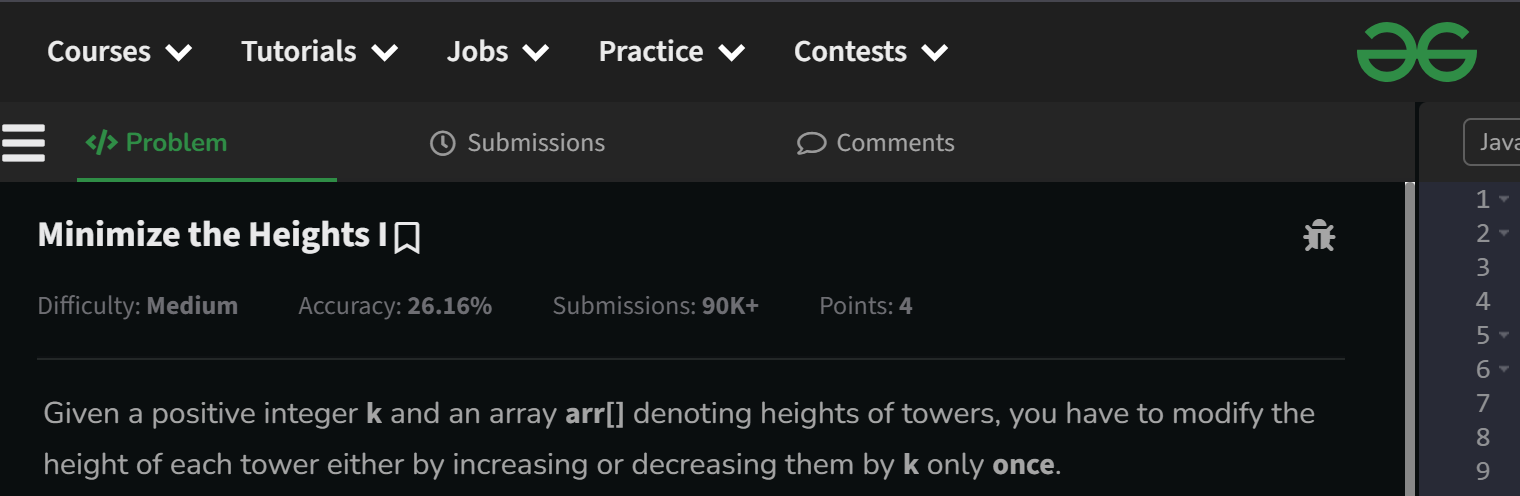 Courses Tutorials Jobs Practice Contests
Problem Submissions Comments
Java
Minimize the Heights I
Difficulty: Medium Accuracy: 26.16% Submissions: 90K+ Points: 4
Given a positive integer k and an array arr[] denoting heights of towers, you have to modify the
height of each tower either by increasing or decreasing them by k only once.
1
2
3
4
5
6
7
8
9